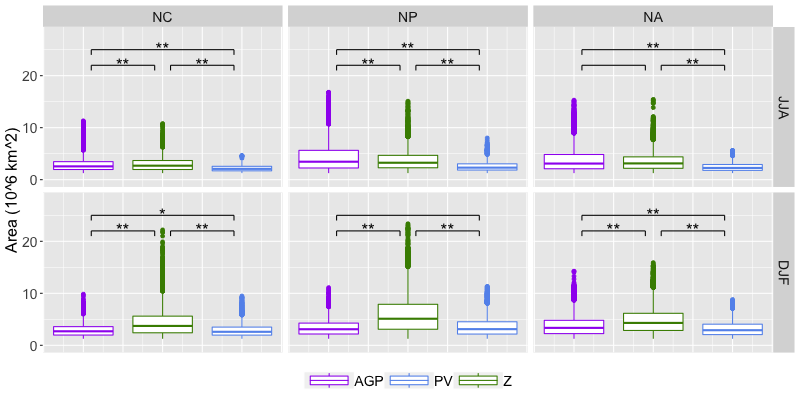 NC NP NA
** ** **
** ** ** ** **
20
10
0
JJA
Area (10^6 km^2)
* **
** ** ** ** ** **
20
10
0
DJF
AGP PV Z